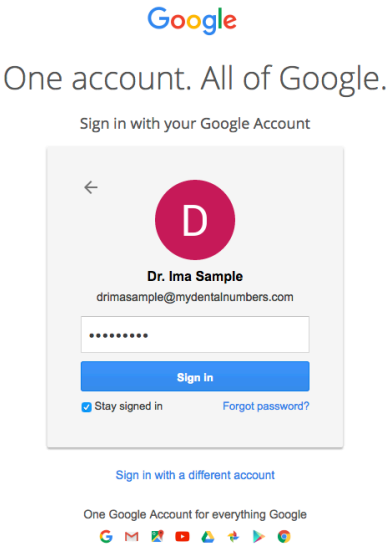 Google
One account. All of Google.
Sign in with your Google Account
D
Dr. Ima Sample
drimasample@mydentalnumbers.com
•••••••••
Sign in
Stay signed in Forgot password?
Sign in with a different account
One Google Account for everything Google